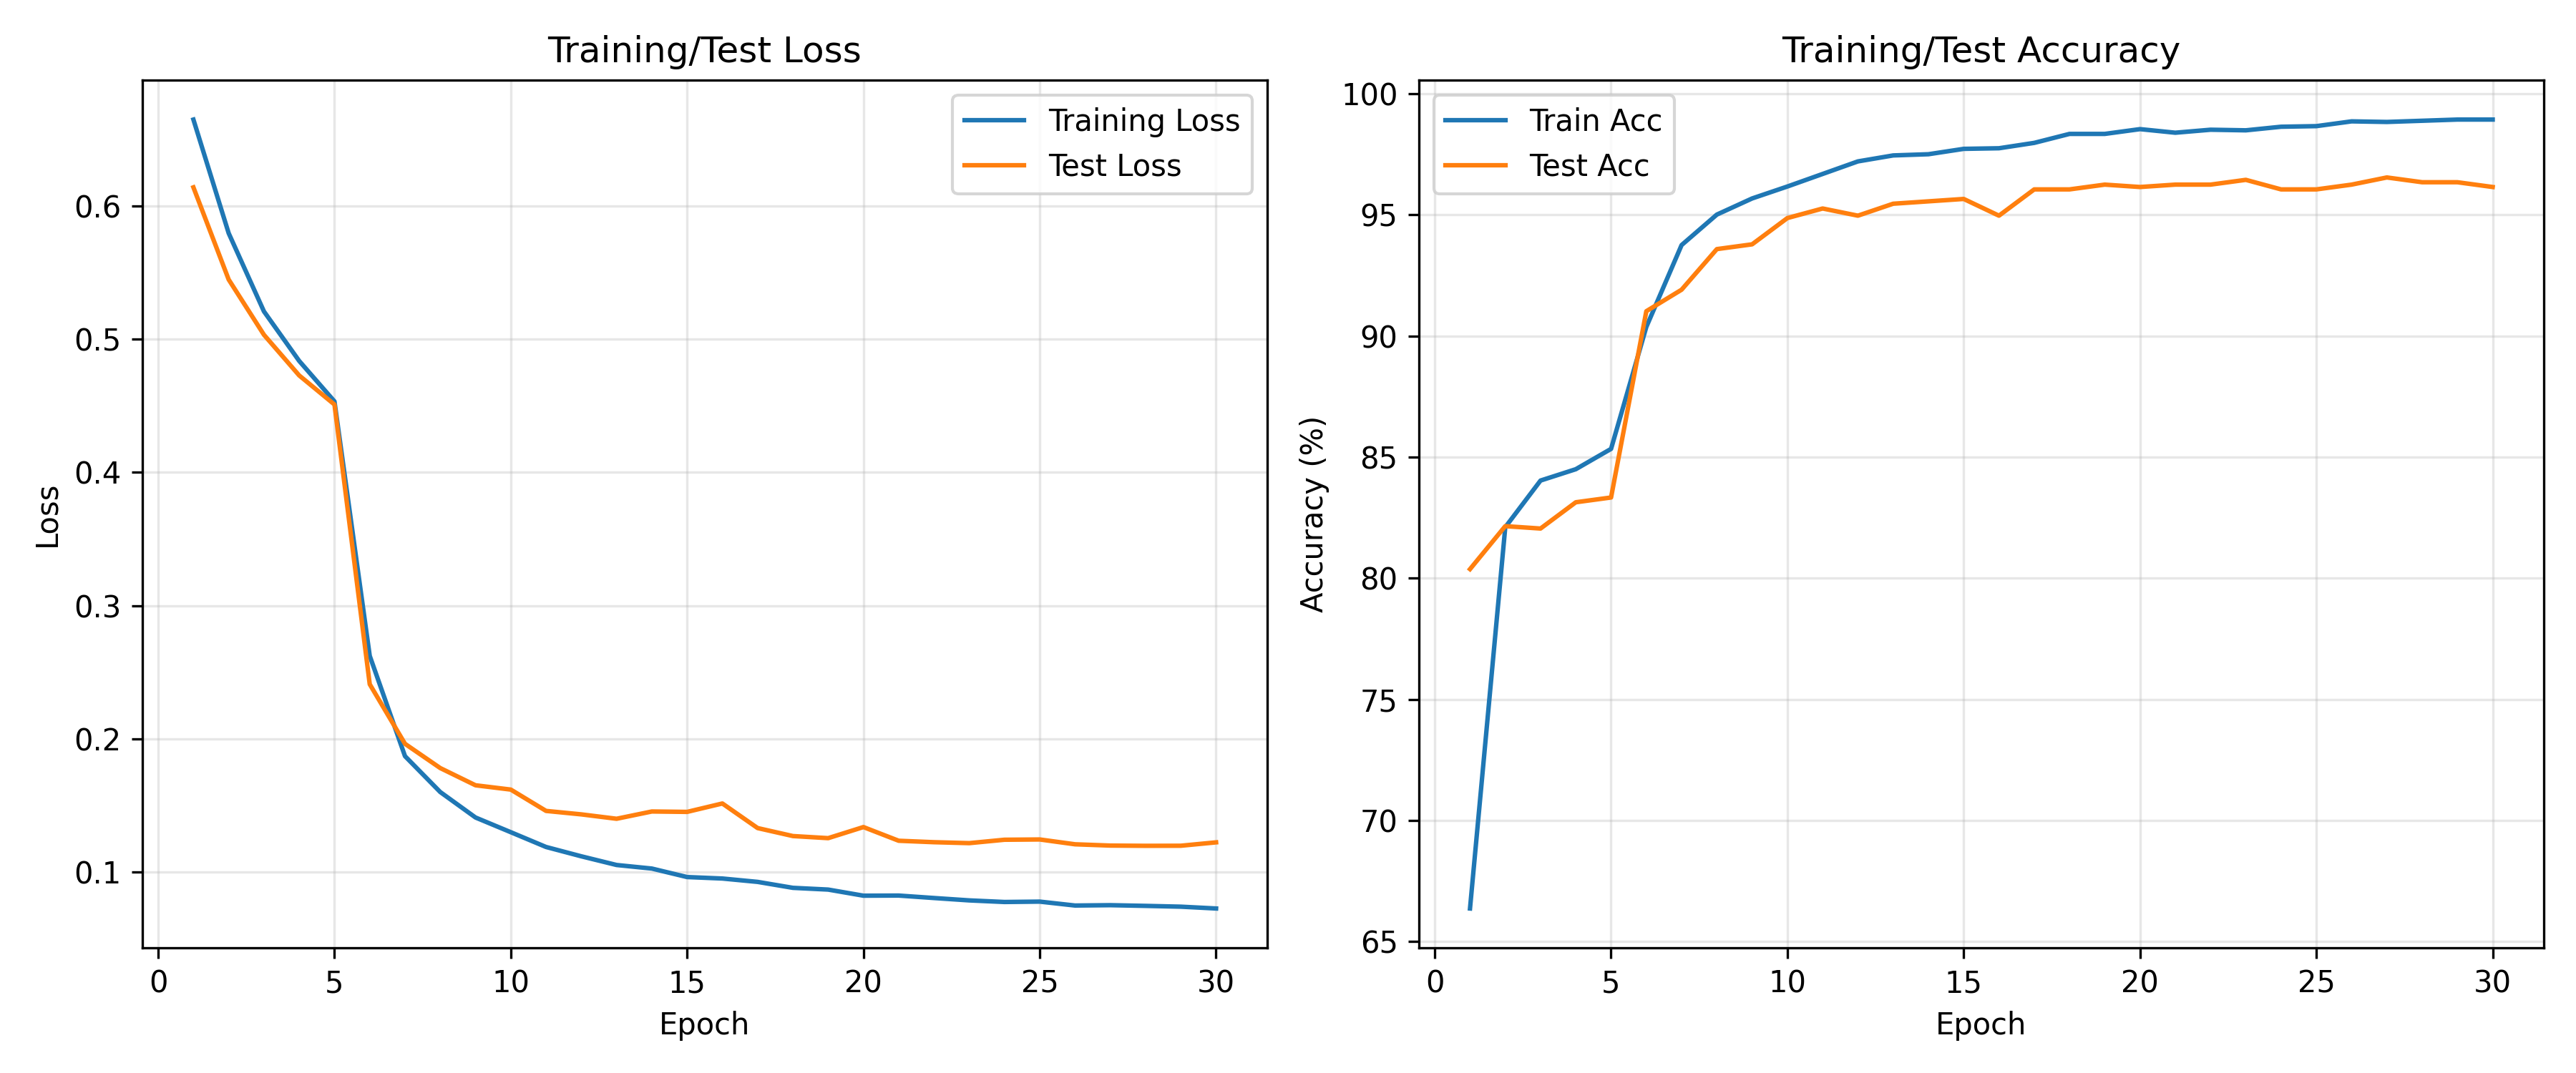 Training/Test Loss
Training Loss
Test Loss
Loss
0.6
0.5
0.4
0.3
0.2
0.1
0 5 10 15 20 25 30
Epoch
Training/Test Accuracy
Train Acc
Test Acc
Accuracy (%)
100
95
90
85
80
75
70
65
0 5 10 15 20 25 30
Epoch